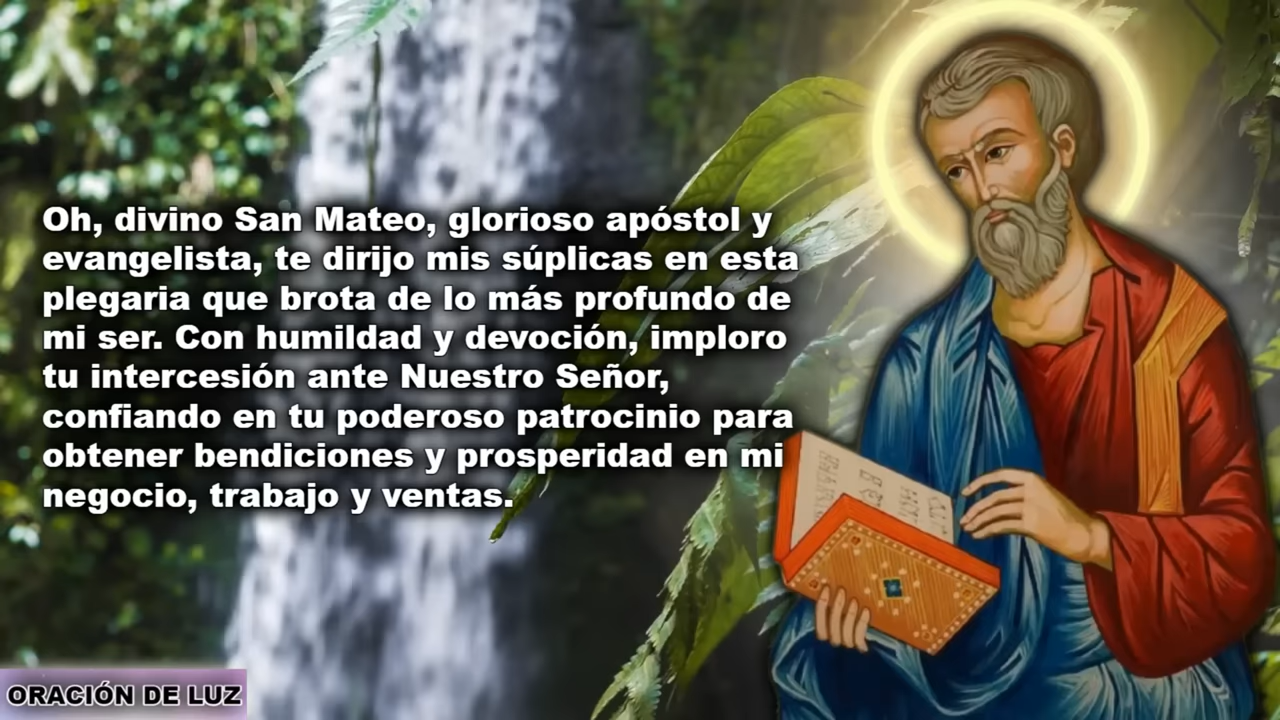 Oh, divino San Mateo, glorioso apóstol y
evangelista, te dirijo mis súplicas en esta
plegaria que brota de lo más profundo de
mi ser. Con humildad y devoción, imploro
tu intercesión ante Nuestro Señor,
confiando en tu poderoso patrocinio para
obtener bendiciones y prosperidad en mi
negocio, trabajo y ventas.
ORACIÓN DE LUZ